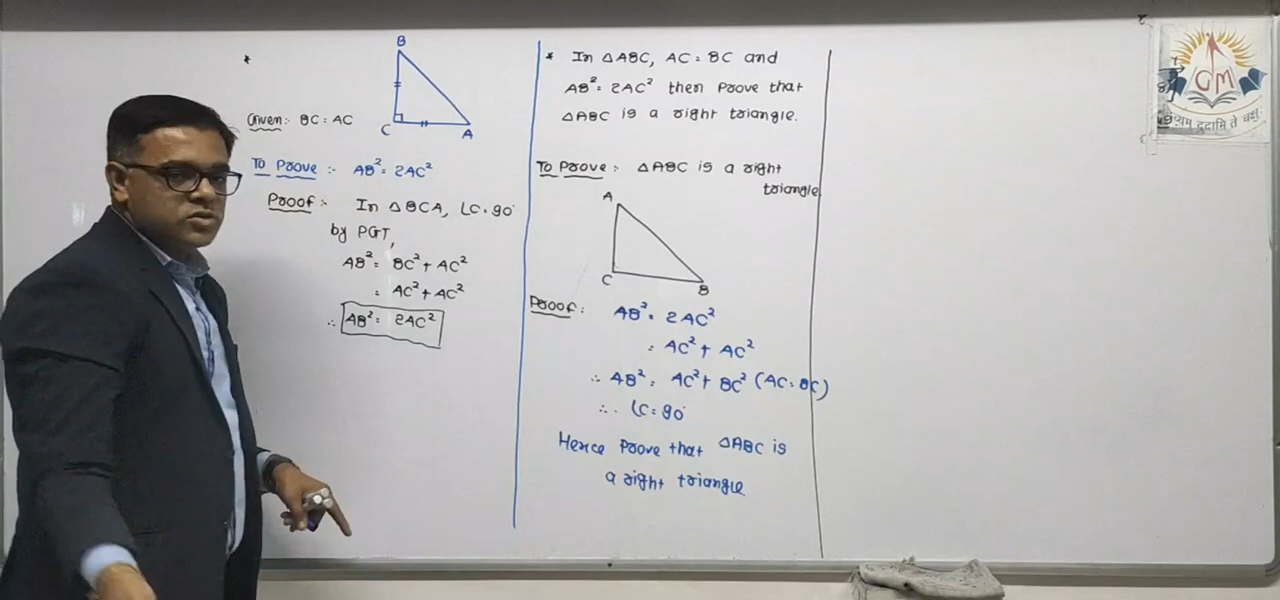 *
B
C
A
Given:- BC = AC
To Prove :- AB² = 2AC²
Proof :- In △BCA, ∠C = 90°
by PGT,
AB² = BC² + AC²
= AC² + AC²
∴ AB² = 2AC²
* In △ABC, AC = BC and
AB² = 2AC² then Prove that
△ABC is a right triangle.
To Prove :- △ABC is a right
triangle
A
C
B
Proof :
AB² = 2AC²
= AC² + AC²
∴ AB² = AC² + BC² (AC = BC)
∴ ∠C = 90°
Hence Prove that △ABC is
a right triangle.
GM
ते चक्षुः